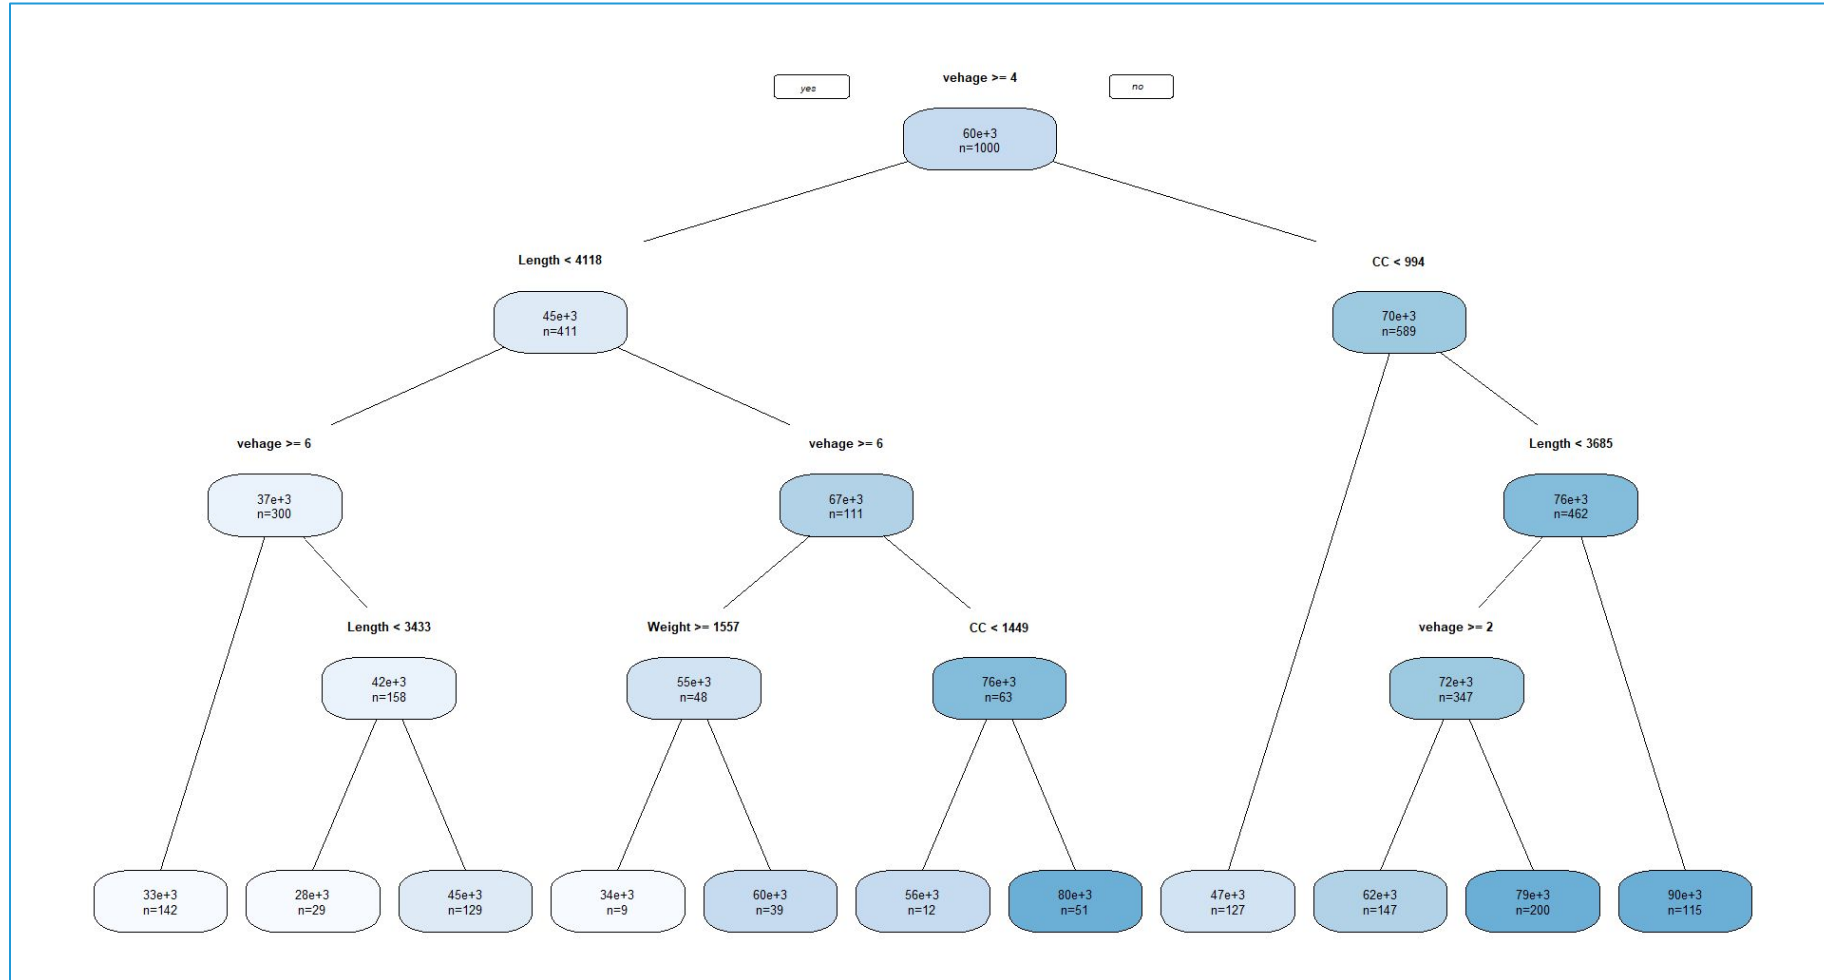 vehage >= 4
yes
no
60e+3
n=1000
Length < 4118
CC < 994
45e+3
n=411
70e+3
n=589
vehage >= 6
vehage >= 6
Length < 3685
37e+3
n=300
67e+3
n=111
76e+3
n=462
Length < 3433
Weight >= 1557
CC < 1449
vehage >= 2
42e+3
n=158
55e+3
n=48
76e+3
n=63
72e+3
n=347
33e+3
n=142
28e+3
n=29
45e+3
n=129
34e+3
n=9
60e+3
n=39
56e+3
n=12
80e+3
n=51
47e+3
n=127
62e+3
n=147
79e+3
n=200
90e+3
n=115